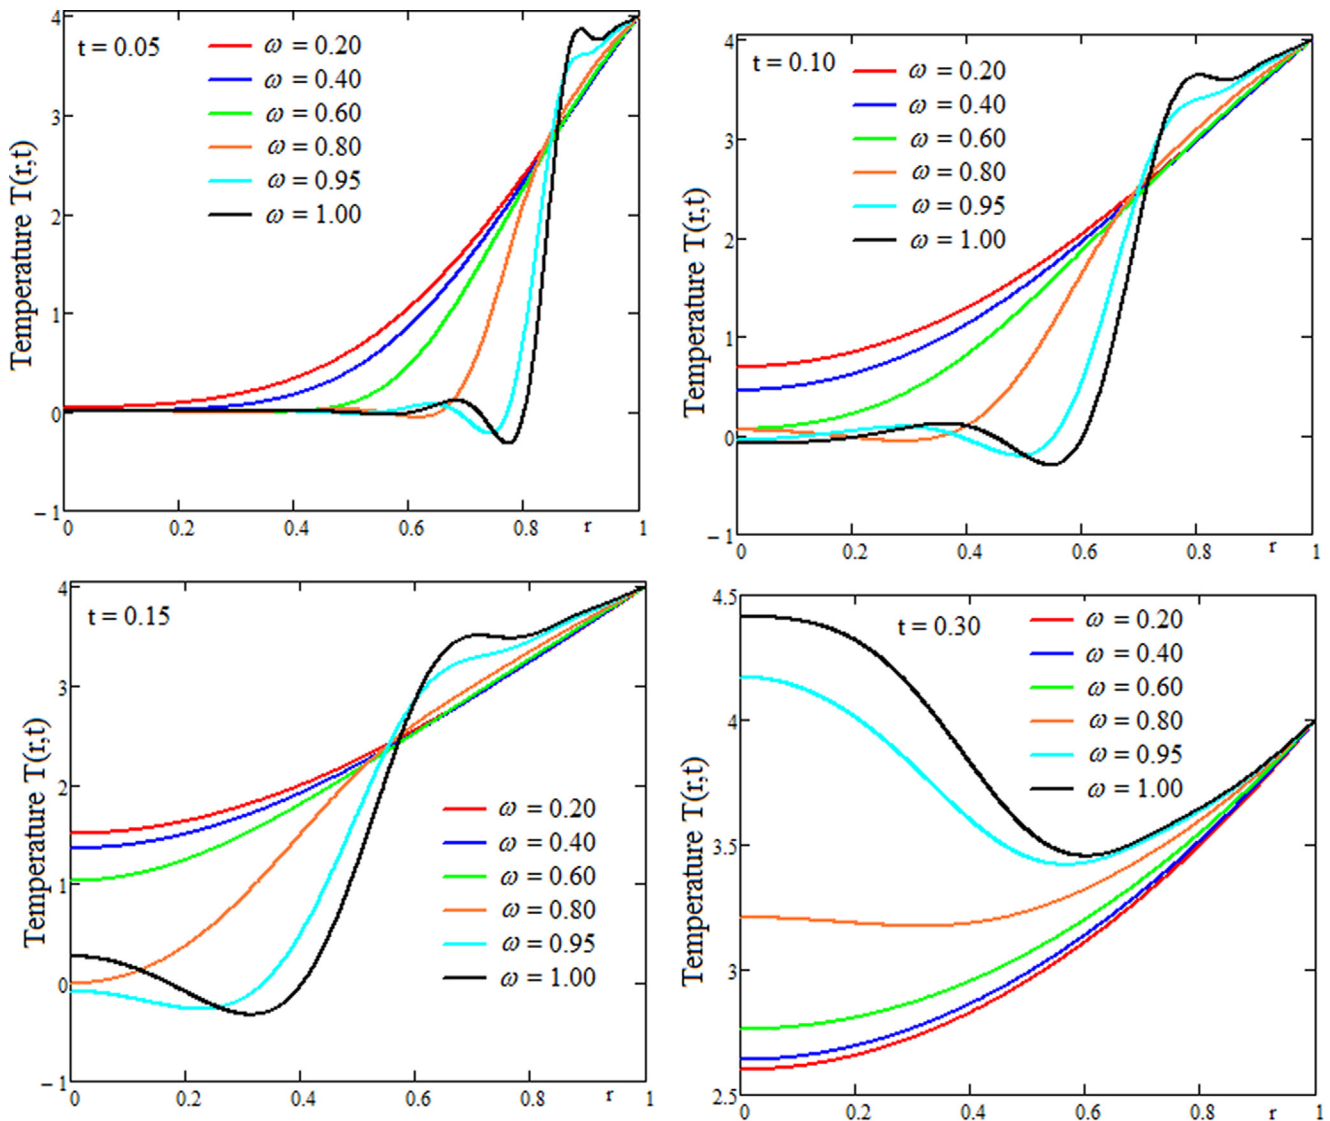 t = 0.05
ω = 0.20
ω = 0.40
ω = 0.60
ω = 0.80
ω = 0.95
ω = 1.00
Temperature T(r,t)
4
3
2
1
0
− 1
0 0.2 0.4 0.6 0.8 r 1
t = 0.10
ω = 0.20
ω = 0.40
ω = 0.60
ω = 0.80
ω = 0.95
ω = 1.00
Temperature T(r,t)
4
3
2
1
0
− 1
0 0.2 0.4 0.6 0.8 r 1
t = 0.15
ω = 0.20
ω = 0.40
ω = 0.60
ω = 0.80
ω = 0.95
ω = 1.00
Temperature T(r,t)
4
3
2
1
0
− 1
0 0.2 0.4 0.6 0.8 r 1
t = 0.30
ω = 0.20
ω = 0.40
ω = 0.60
ω = 0.80
ω = 0.95
ω = 1.00
Temperature T(r,t)
4.5
4
3.5
3
2.5
0 0.2 0.4 0.6 0.8 r 1